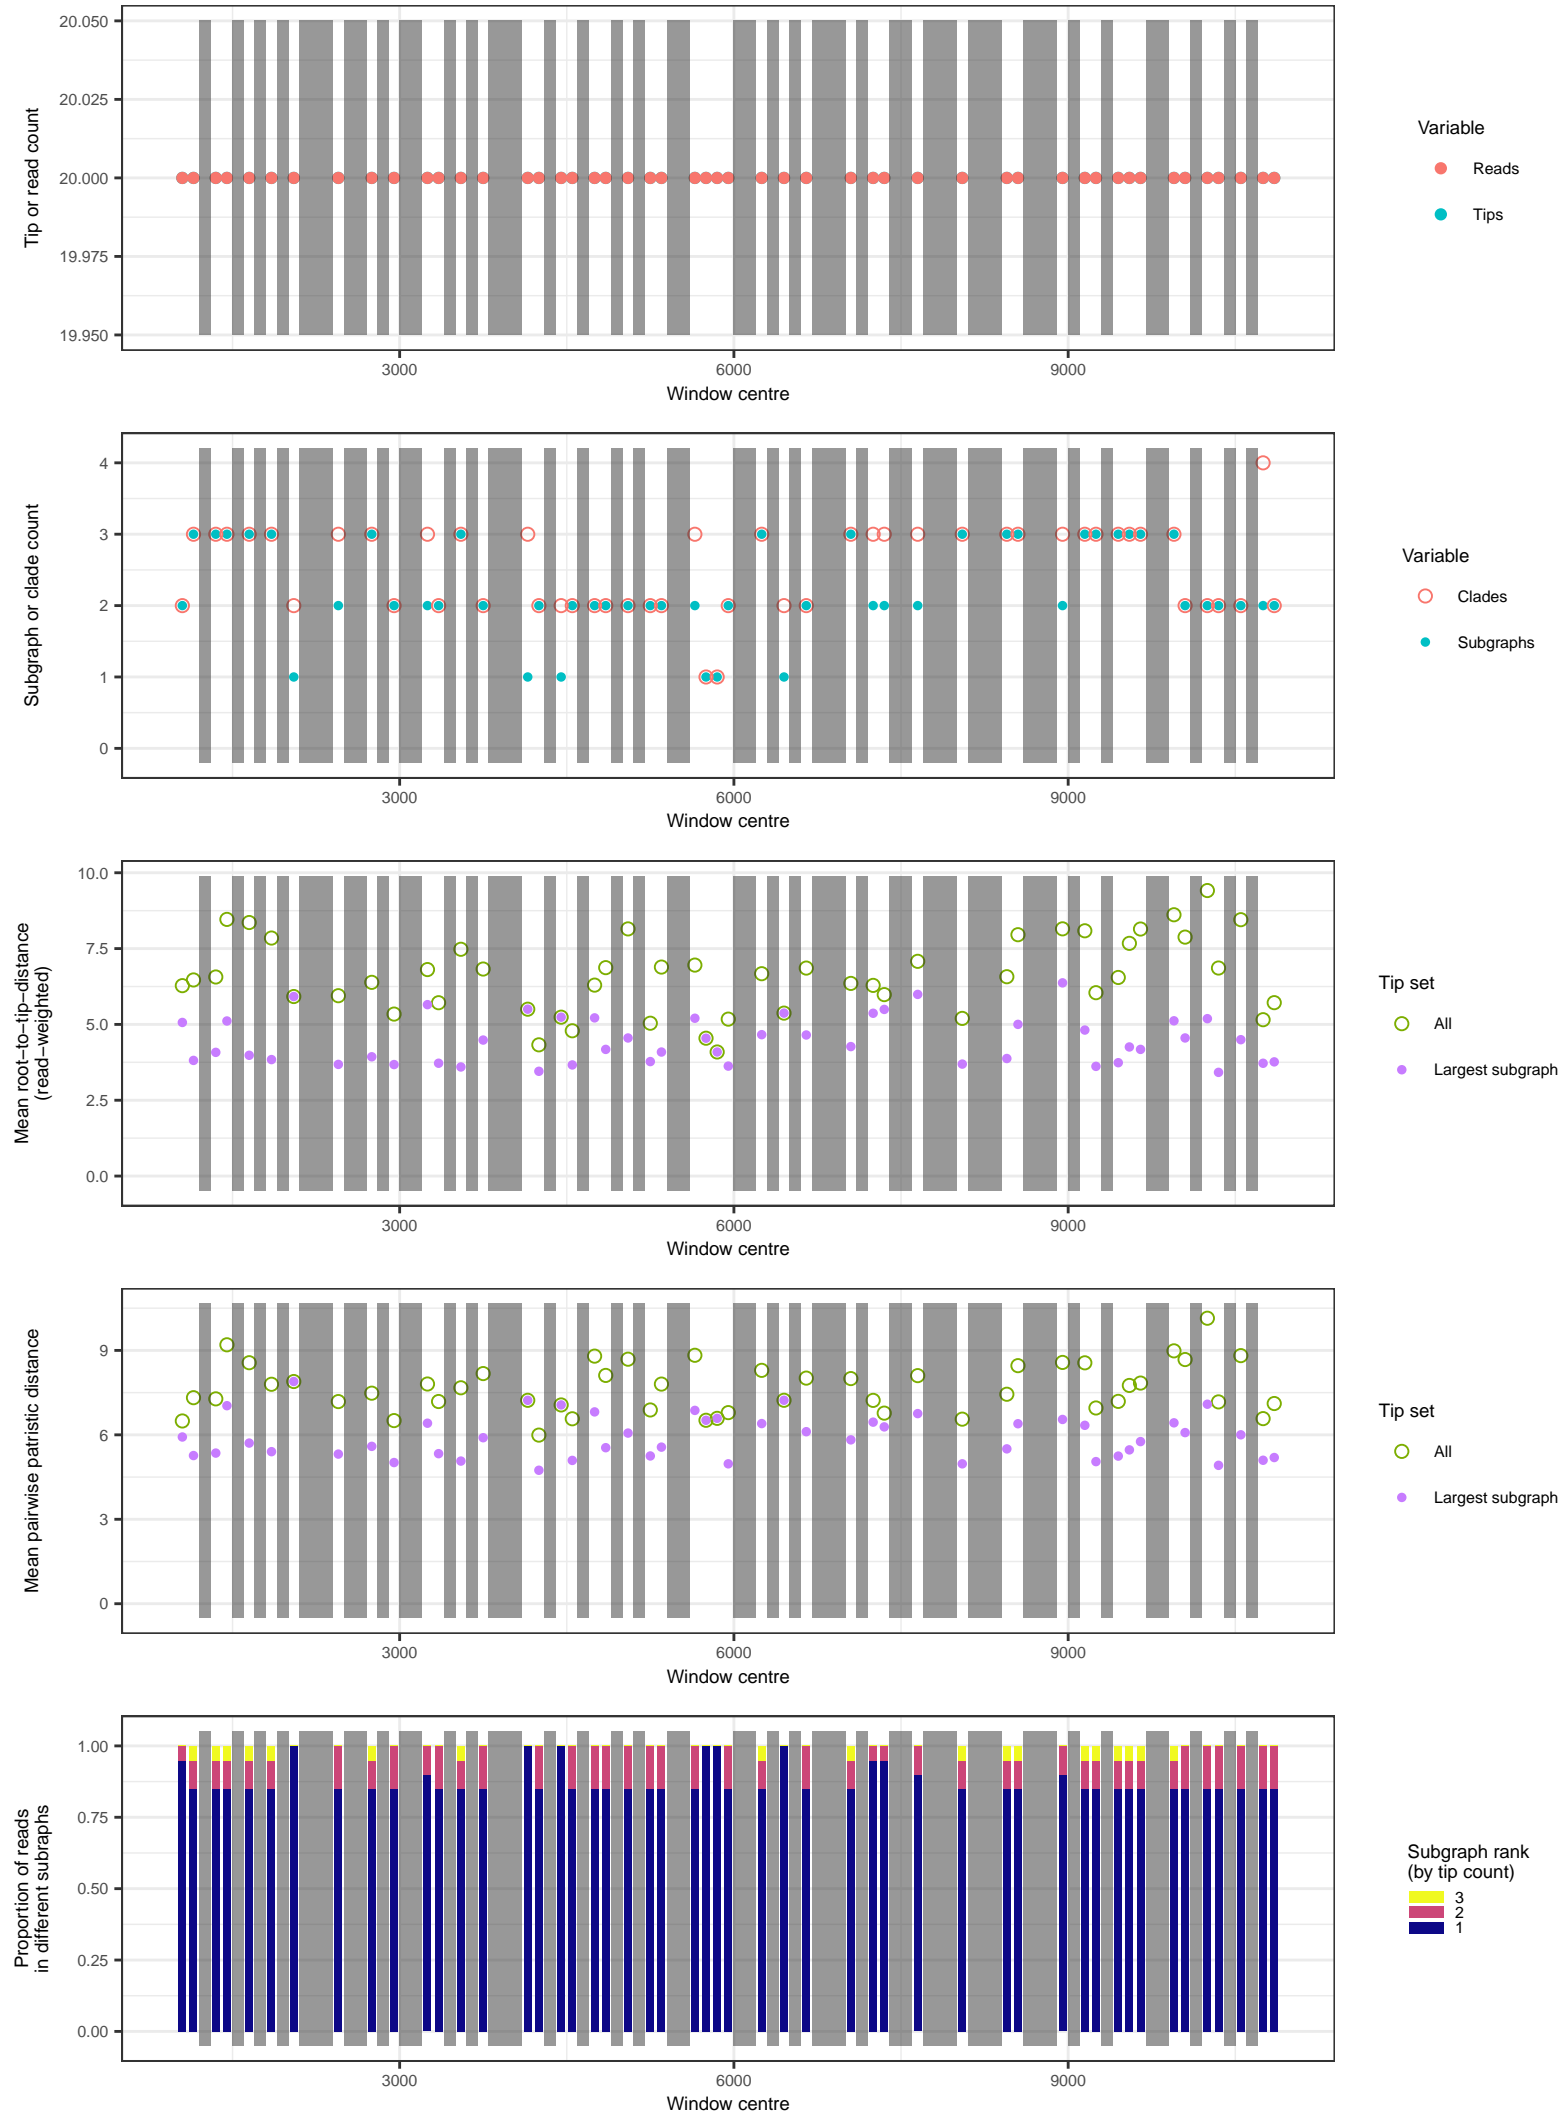 20.050
20.025
20.000
19.975
19.950
Tip or read count
3000 6000 9000
Window centre
Variable
Reads
Tips
4
3
2
1
0
Subgraph or clade count
3000 6000 9000
Window centre
Variable
Clades
Subgraphs
10.0
7.5
5.0
2.5
0.0
Mean root−to−tip−distance
(read−weighted)
3000 6000 9000
Window centre
Tip set
All
Largest subgraph
9
6
3
0
Mean pairwise patristic distance
3000 6000 9000
Window centre
Tip set
All
Largest subgraph
1.00
0.75
0.50
0.25
0.00
Proportion of reads
in different subraphs
3000 6000 9000
Window centre
Subgraph rank
(by tip count)
3
2
1